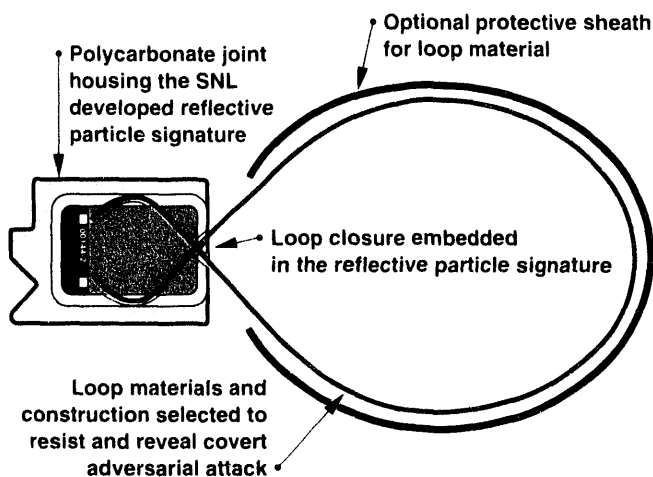 Optional protective sheath
for loop material
Polycarbonate joint
housing the SNL
developed reflective
particle signature
Loop closure embedded
in the reflective particle signature
Loop materials and
construction selected to
resist and reveal covert
adversarial attack